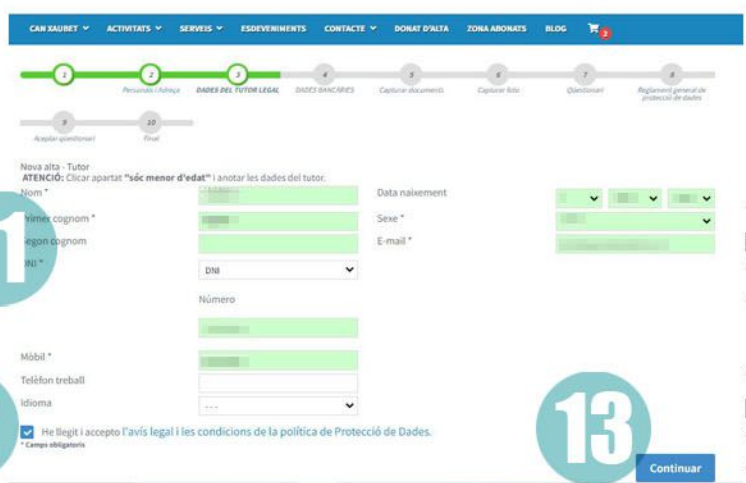 CAN XAUBET ACTIVITATS SERVEIS ESDEVENIMENTS CONTACTE DONAT D'ALTA ZONA ABONATS BLOG 2
1 2 3 4 5 6 7 8
Personals i Adreça DADES DEL TUTOR LEGAL DADES BANCÀRIES Capturar documents Capturar foto Qüestionari Reglament general de
protecció de dades
9 10
Aceptar qüestionari Final
Nova alta - Tutor
ATENCIÓ: Clicar apartat "sóc menor d'edat" i anotar les dades del tutor.
Nom * Data naixement
Primer cognom * Sexe *
Segon cognom E-mail *
1
DNI * DNI
Número
Mòbil *
Telèfon treball
Idioma ---
13
He llegit i accepto l'avís legal i les condicions de la política de Protecció de Dades.
* Camps obligatoris
Continuar